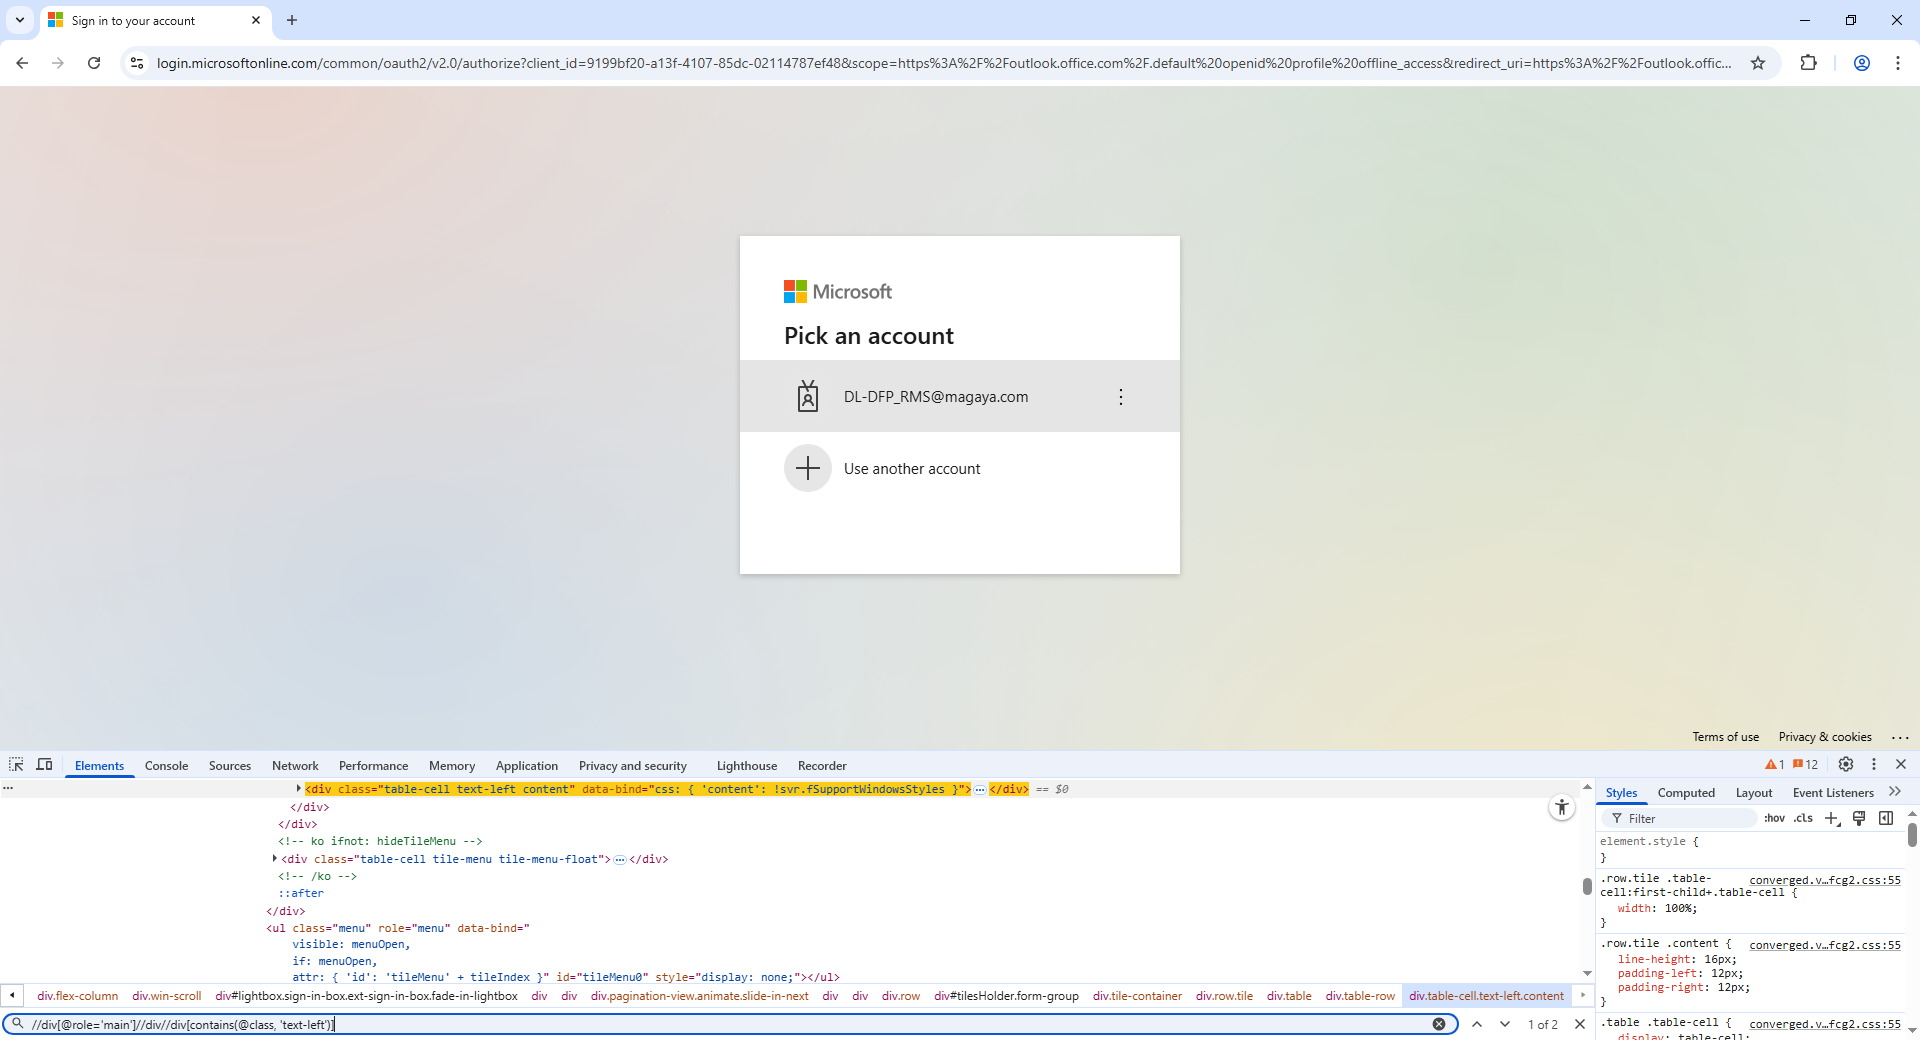 Sign in to your account
login.microsoftonline.com/common/oauth2/v2.0/authorize?client_id=9199bf20-a13f-4107-85dc-02114787ef48&scope=https%3A%2F%2Foutlook.office.com%2F.default%20openid%20profile%20offline_access&redirect_uri=https%3A%2F%2Foutlook.offic...
Microsoft
Pick an account
DL-DFP_RMS@magaya.com
Use another account
Terms of use Privacy & cookies ...
Elements Console Sources Network Performance Memory Application Privacy and security Lighthouse Recorder 1 12
... <div class="table-cell text-left content" data-bind="css: { 'content': !svr.fSupportWindowsStyles }"> ... </div> == $0
</div>
</div>
<!-- ko ifnot: hideTileMenu -->
<div class="table-cell tile-menu tile-menu-float"> ... </div>
<!-- /ko -->
::after
</div>
<ul class="menu" role="menu" data-bind="
visible: menuOpen,
if: menuOpen,
attr: { 'id': 'tileMenu' + tileIndex }" id="tileMenu0" style="display: none;"></ul>
div.flex-column div.win-scroll div#lightbox.sign-in-box.ext-sign-in-box.fade-in-lightbox div div div.pagination-view.animate.slide-in-next div div div.row div#tilesHolder.form-group div.tile-container div.row.tile div.table div.table-row div.table-cell.text-left.content
//div[@role='main']//div//div[contains(@class, 'text-left')]
1 of 2
Styles Computed Layout Event Listeners
Filter :hov .cls
element.style {
}
.row.tile .table- converged.v…fcg2.css:55
cell:first-child+.table-cell {
width: 100%;
}
.row.tile .content { converged.v…fcg2.css:55
line-height: 16px;
padding-left: 12px;
padding-right: 12px;
}
.table .table-cell { converged.v…fcg2.css:55
display: table-cell;